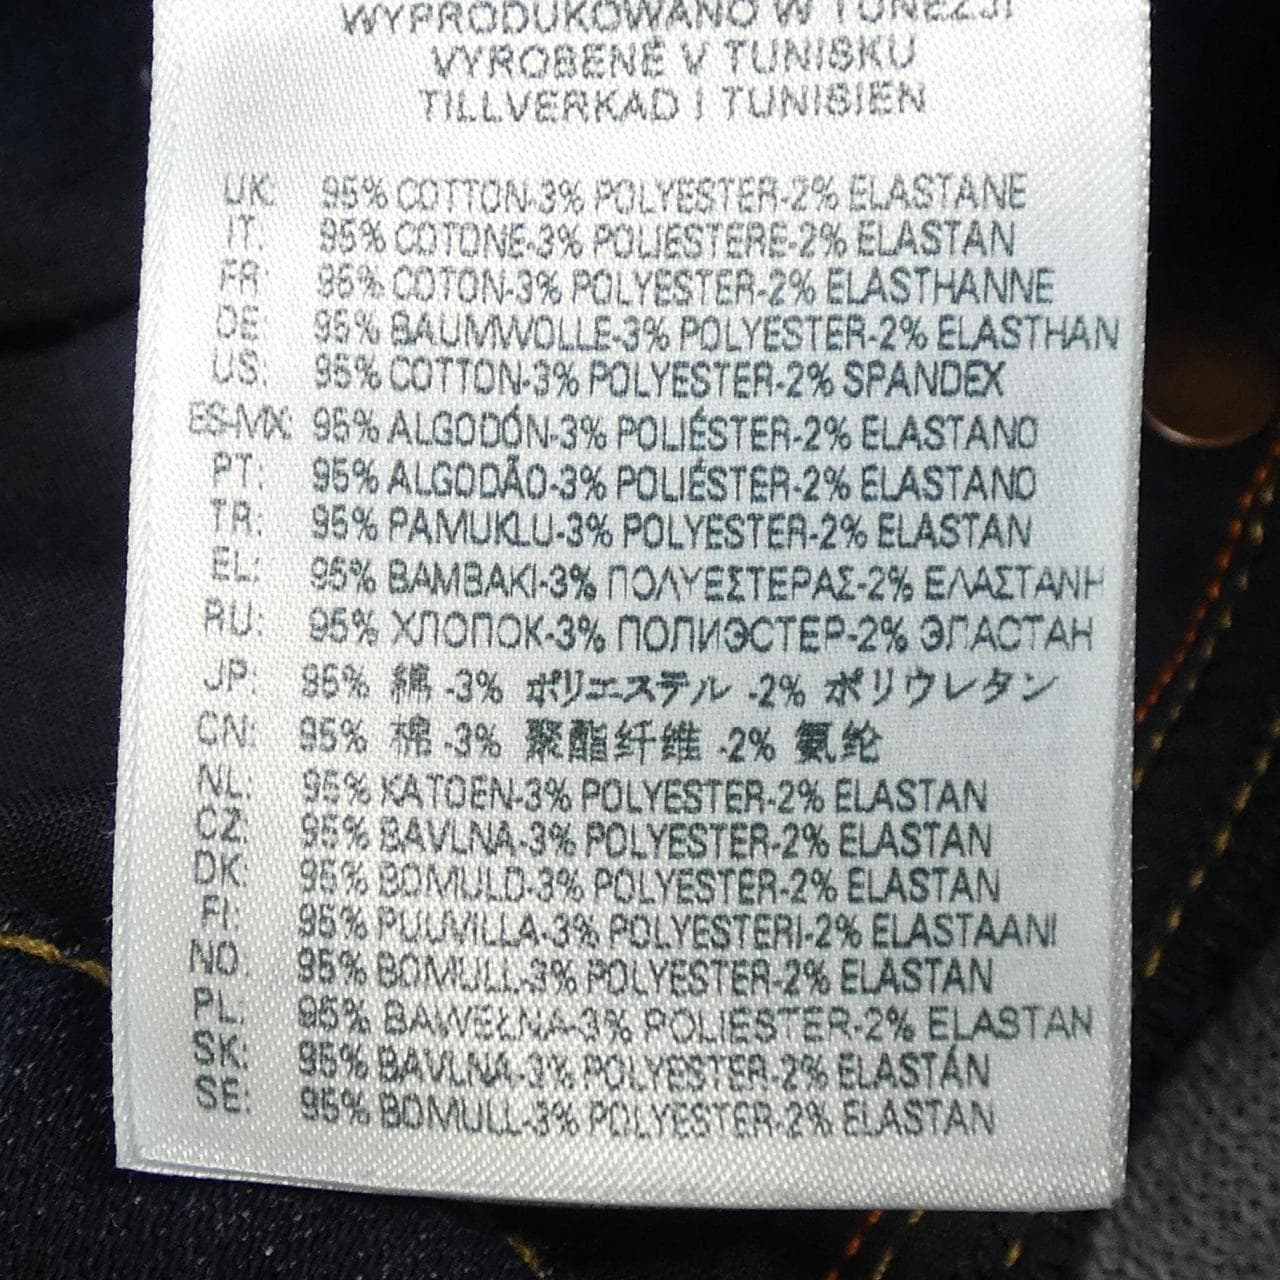 WYPRODUKOWANO W TUNEZJI
VYROBENÉ V TUNISKU
TILLVERKAD I TUNISIEN
UK: 95% COTTON-3% POLYESTER-2% ELASTANE
IT: 95% COTONE-3% POLIESTERE-2% ELASTAN
FR: 95% COTON-3% POLYESTER-2% ELASTHANNE
DE: 95% BAUMWOLLE-3% POLYESTER-2% ELASTHAN
US: 95% COTTON-3% POLYESTER-2% SPANDEX
ES-MX: 95% ALGODÓN-3% POLIÉSTER-2% ELASTANO
PT: 95% ALGODÃO-3% POLIÉSTER-2% ELASTANO
TR: 95% PAMUKLU-3% POLYESTER-2% ELASTAN
EL: 95% BAMBAKI-3% ΠΟΛΥΕΣΤΕΡΑΣ-2% ΕΛΑΣΤΑΝΗ
RU: 95% ХЛОПОК-3% ПОЛИЭСТЕР-2% ЭЛАСТАН
JP: 95% 綿 -3% ポリエステル -2% ポリウレタン
CN: 95% 棉 -3% 聚酯纤维 -2% 氨纶
NL: 95% KATOEN-3% POLYESTER-2% ELASTAN
CZ: 95% BAVLNA-3% POLYESTER-2% ELASTAN
DK: 95% BOMULD-3% POLYESTER-2% ELASTAN
FI: 95% PUUVILLA-3% POLYESTERI-2% ELASTAANI
NO: 95% BOMULL-3% POLYESTER-2% ELASTAN
PL: 95% BAWEŁNA-3% POLIESTER-2% ELASTAN
SK: 95% BAVLNA-3% POLYESTER-2% ELASTÁN
SE: 95% BOMULL-3% POLYESTER-2% ELASTAN